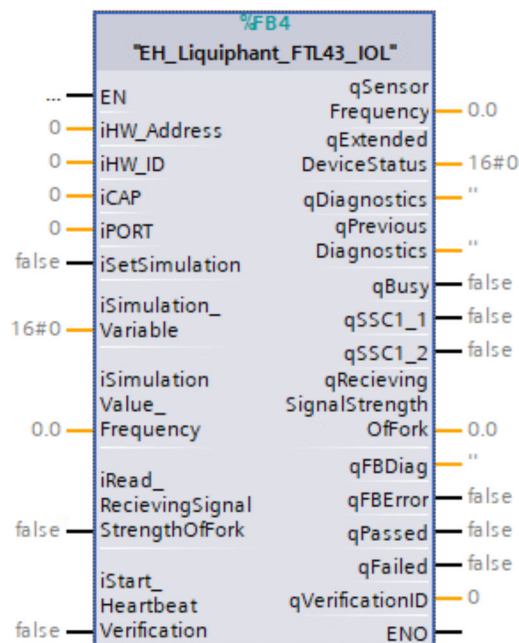 %FB4
"EH_Liquiphant_FTL43_IOL"
... EN
qSensor
Frequency 0.0
0 iHW_Address
qExtended
DeviceStatus 16#0
0 iHW_ID
0 iCAP
qDiagnostics ''
qPrevious
Diagnostics ''
0 iPORT
false iSetSimulation
qBusy false
iSimulation_
16#0 Variable
qSSC1_1 false
qSSC1_2 false
iSimulation
Value_
0.0 Frequency
qRecieving
SignalStrength
OfFork 0.0
qFBDiag ''
iRead_
RecievingSignal
false StrengthOfFork
qFBError false
qPassed false
qFailed false
iStart_
Heartbeat
false Verification
qVerificationID 0
ENO